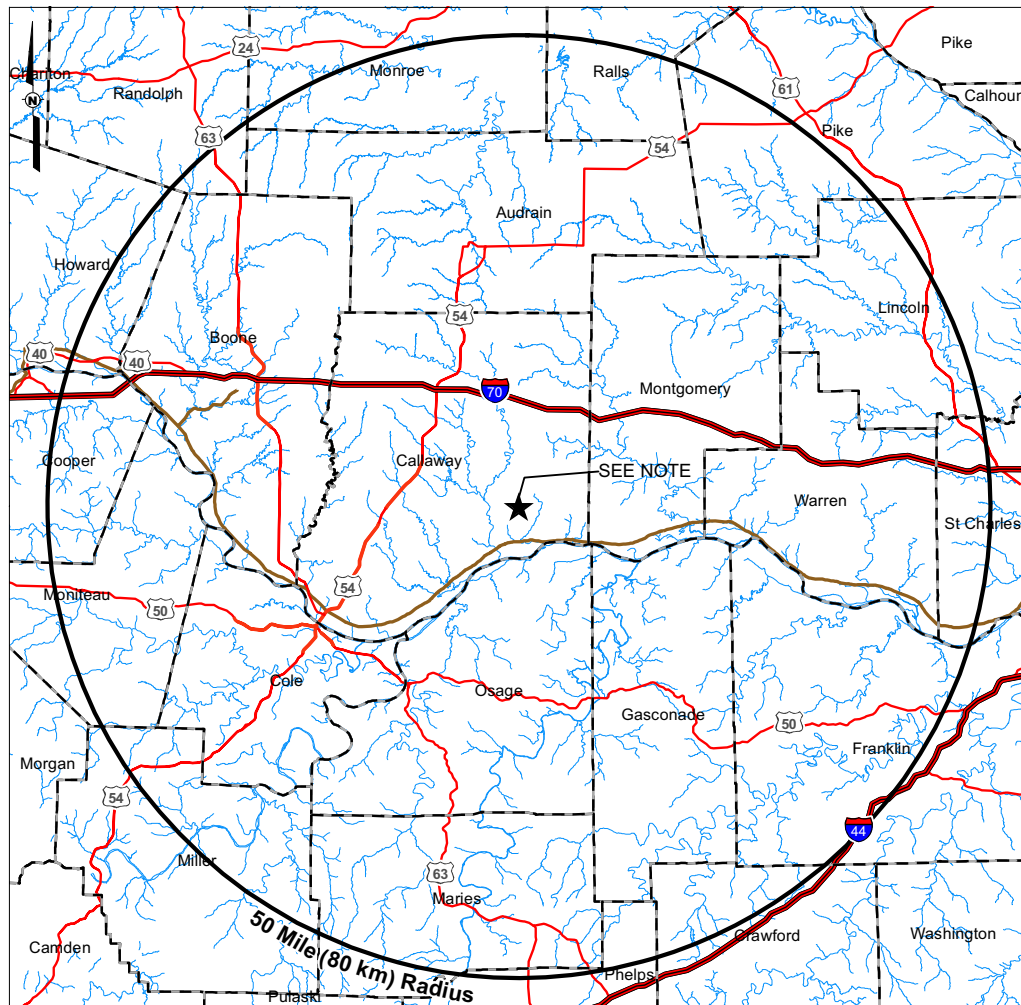 Pike
24
Monroe
Ralls
Chariton
Randolph
61
Calhoun
N
63
Pike
54
Audrain
Howard
54
Lincoln
Boone
40
40
70
Montgomery
Cooper
Callaway
SEE NOTE
Warren
St Charles
54
Moniteau
50
Cole
Osage
Gasconade
50
Franklin
Morgan
54
44
Miller
63
Maries
50 Mile (80 km) Radius
Camden
Crawford
Washington
Phelps
Pulaski